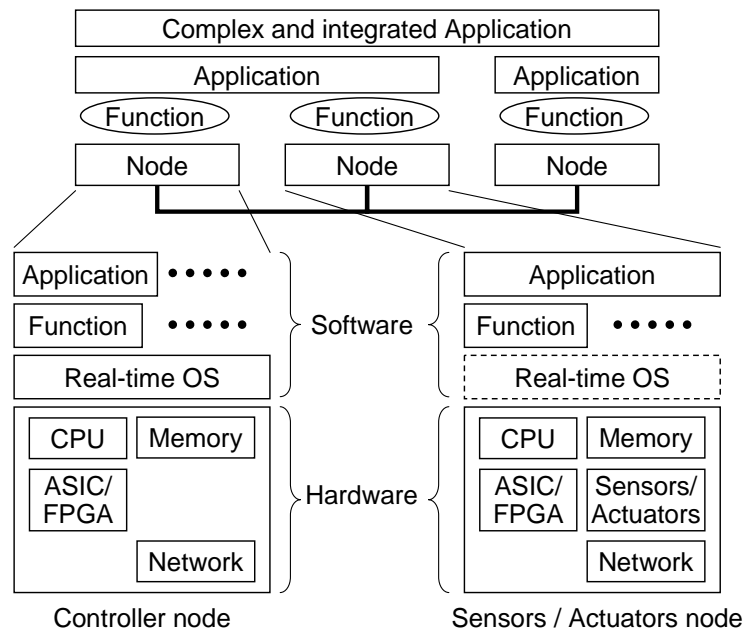 Complex and integrated Application
Application Application
Function Function Function
Node Node Node
Application Application
Function Software Function
Real-time OS Real-time OS
CPU Memory CPU Memory
ASIC/ Hardware ASIC/ Sensors/
FPGA FPGA Actuators
Network Network
Controller node Sensors / Actuators node